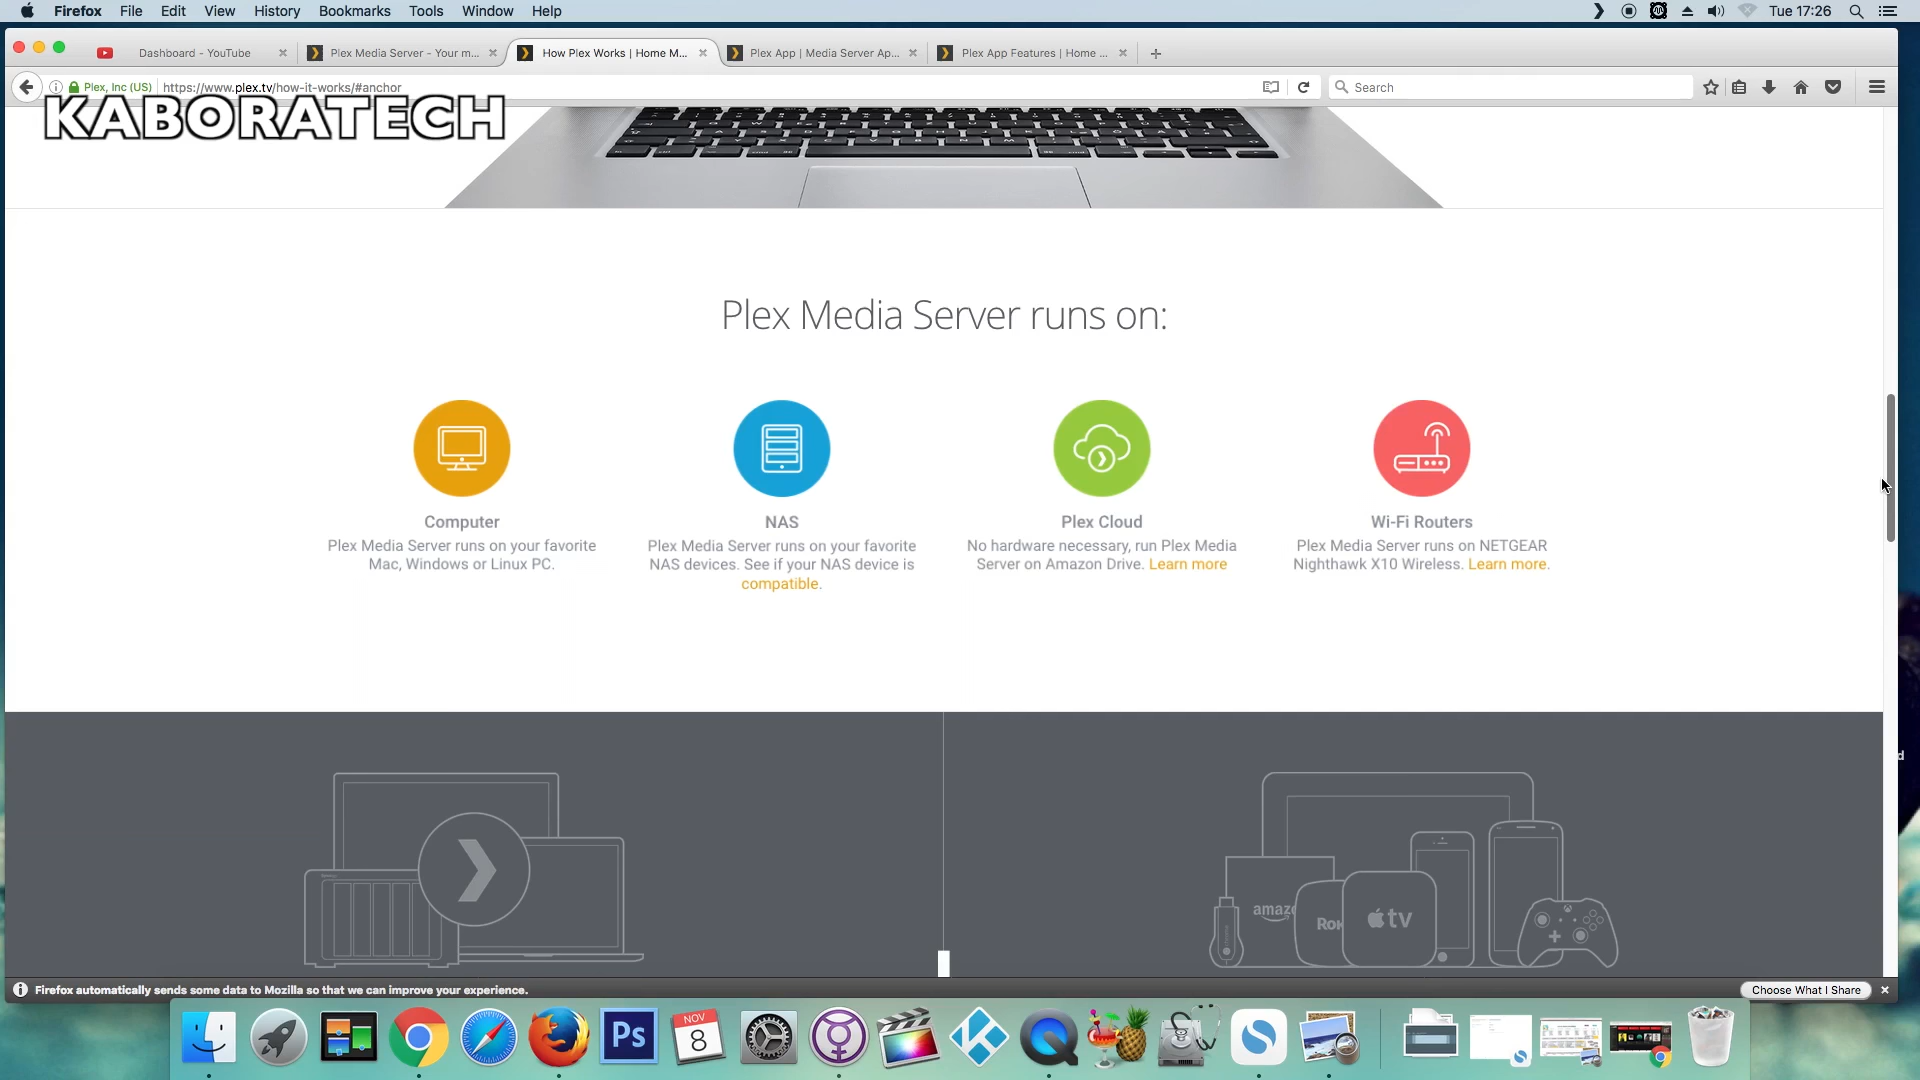 Firefox File Edit View History Bookmarks Tools Window Help Tue 17:26
Dashboard - YouTube Plex Media Server - Your m... How Plex Works | Home M... Plex App | Media Server Ap... Plex App Features | Home ...
Plex, Inc (US) https://www.plex.tv/how-it-works/#anchor Search
KABORATECH
Plex Media Server runs on:
Computer
Plex Media Server runs on your favorite
Mac, Windows or Linux PC.
NAS
Plex Media Server runs on your favorite
NAS devices. See if your NAS device is
compatible.
Plex Cloud
No hardware necessary, run Plex Media
Server on Amazon Drive. Learn more
Wi-Fi Routers
Plex Media Server runs on NETGEAR
Nighthawk X10 Wireless. Learn more.
tv
Firefox automatically sends some data to Mozilla so that we can improve your experience. Choose What I Share
Ps
NOV
8